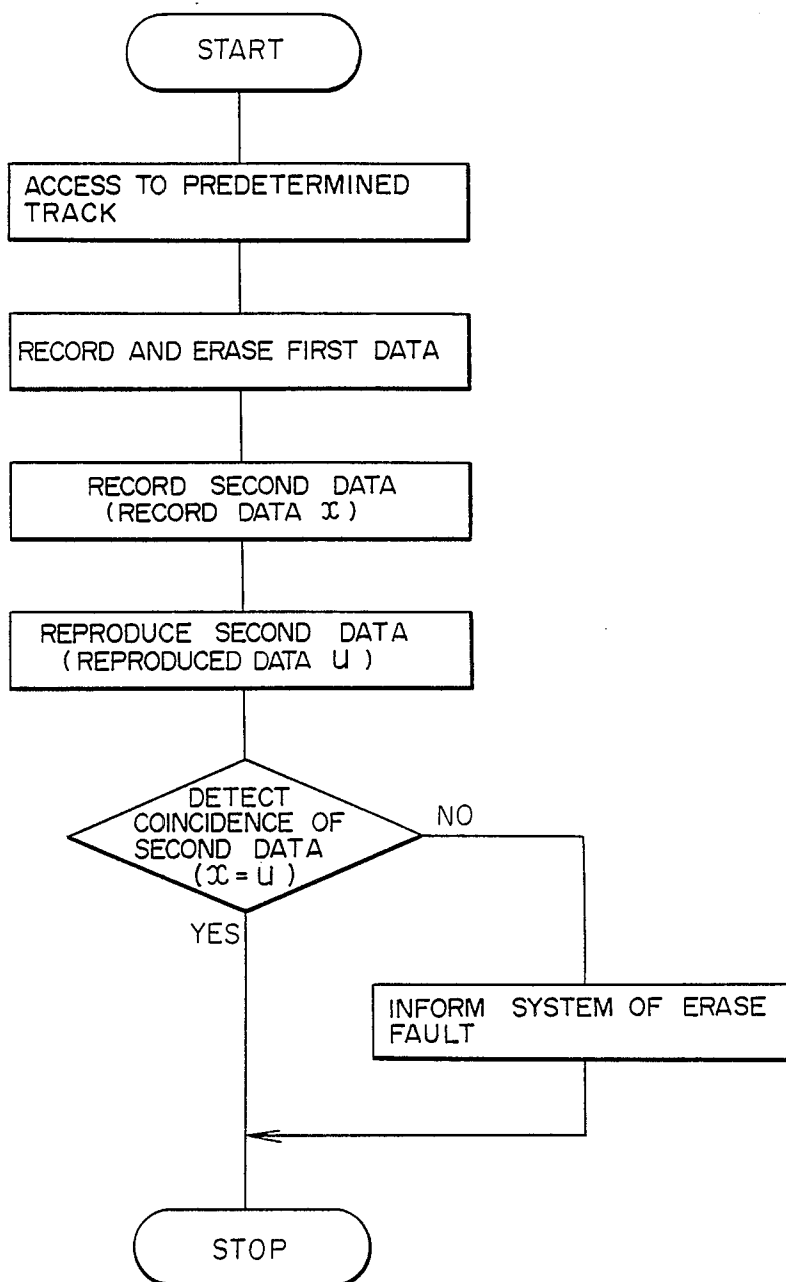 START
ACCESS TO PREDETERMINED
TRACK
RECORD AND ERASE FIRST DATA
RECORD SECOND DATA
(RECORD DATA x)
REPRODUCE SECOND DATA
(REPRODUCED DATA u)
DETECT
COINCIDENCE OF
SECOND DATA
(x=u)
NO
YES
INFORM SYSTEM OF ERASE
FAULT
STOP